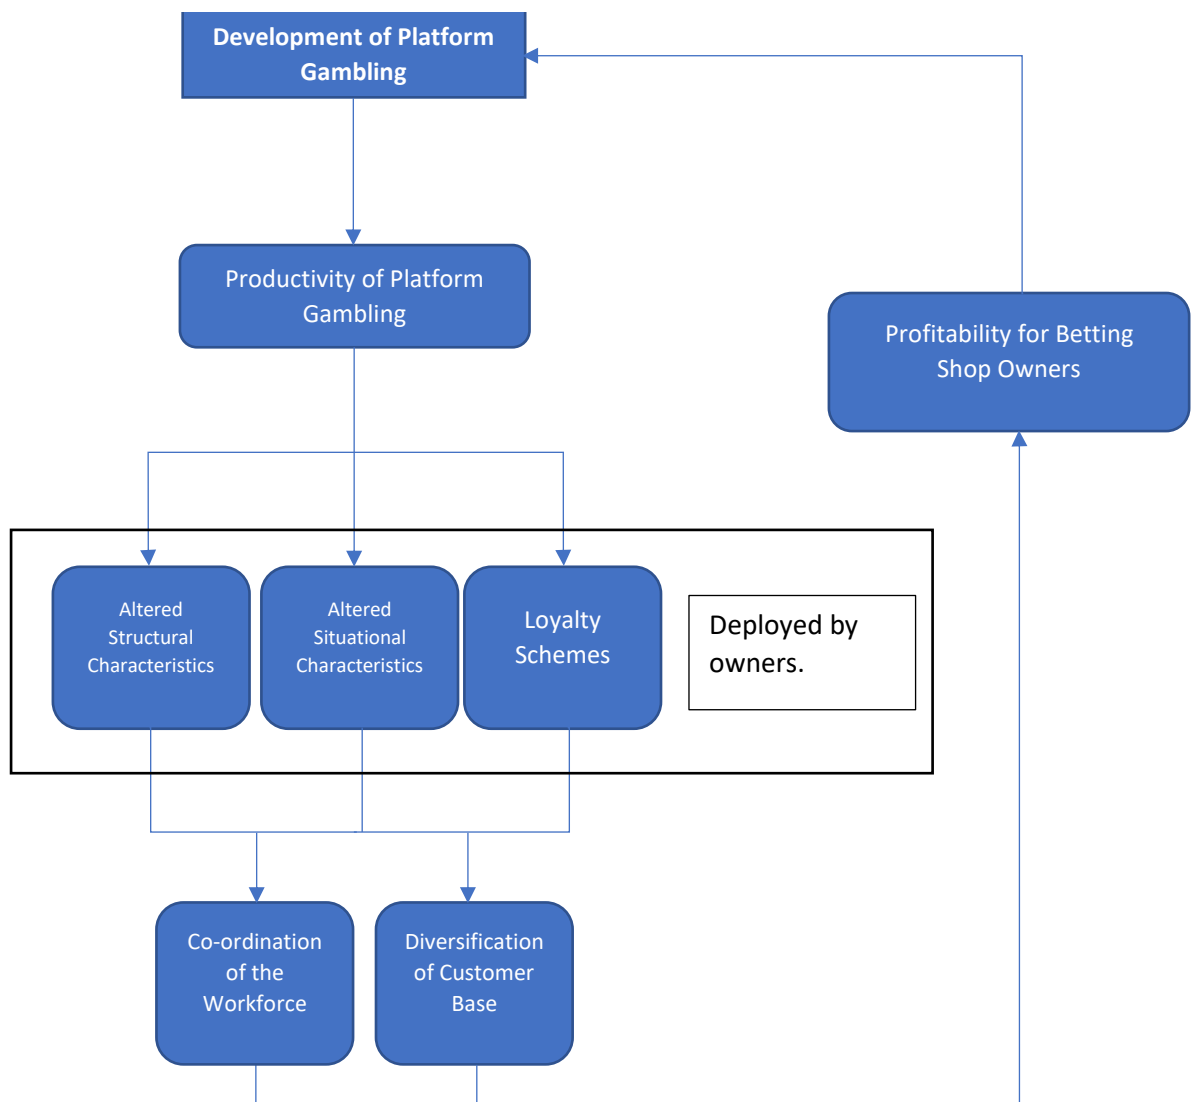 Development of Platform
Gambling
Productivity of Platform
Gambling
Profitability for Betting
Shop Owners
Altered
Structural
Characteristics
Altered
Situational
Characteristics
Loyalty
Schemes
Deployed by
owners.
Co-ordination
of the
Workforce
Diversification
of Customer
Base